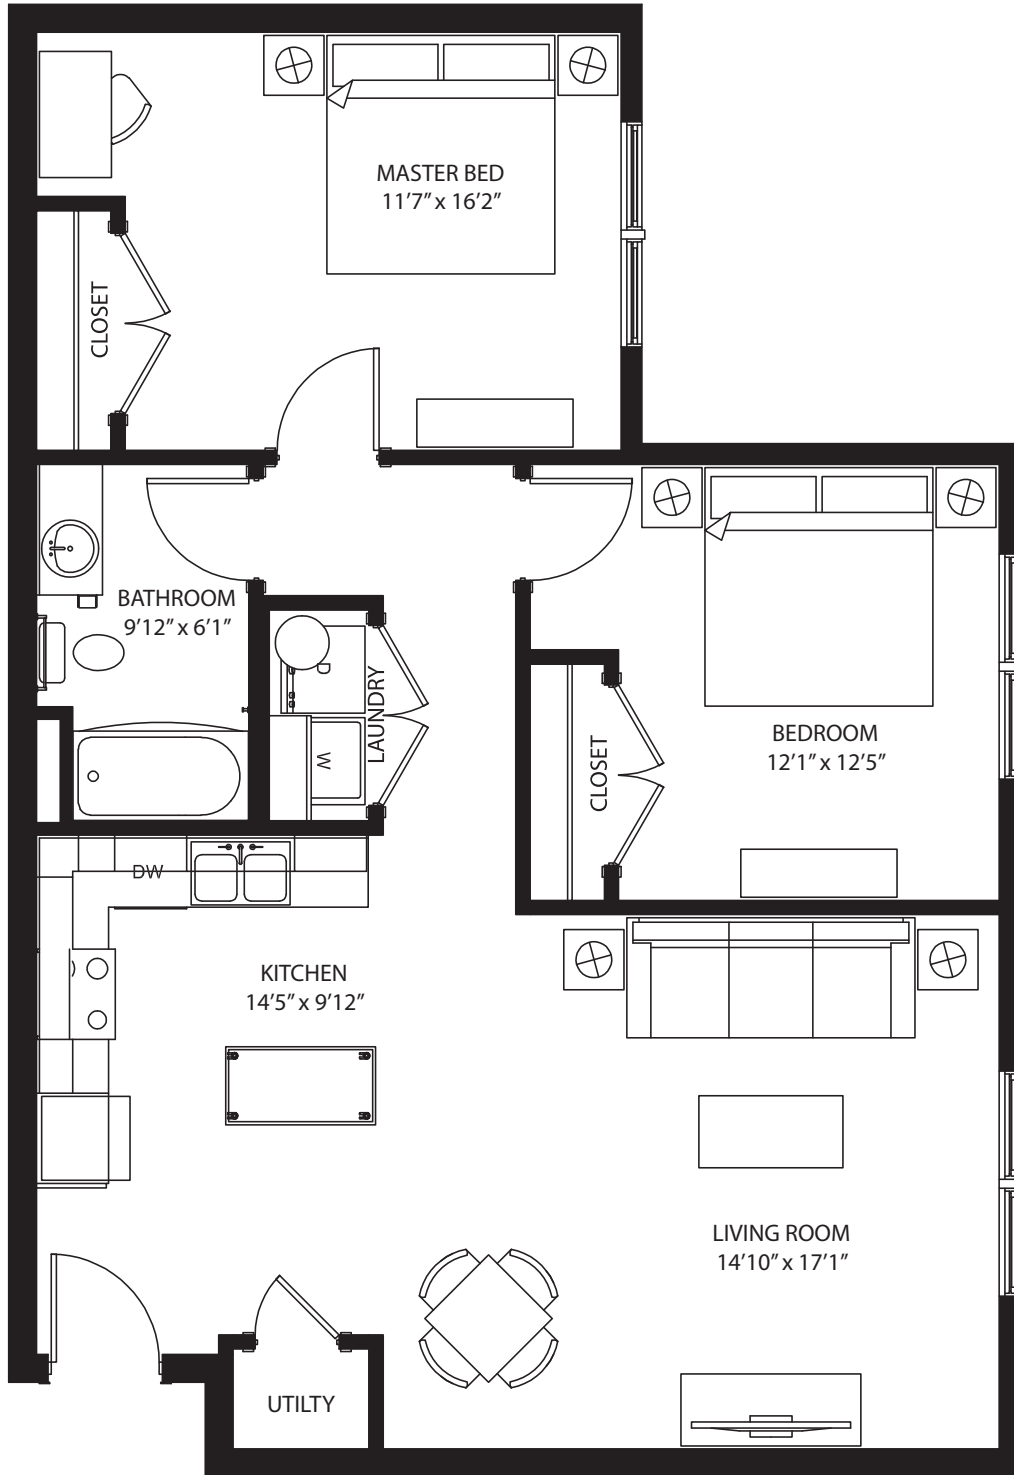 MASTER BED
11’7” x 16’2”
CLOSET
BATHROOM
9’12” x 6’1”
D
LAUNDRY
W
BEDROOM
12’1” x 12’5”
CLOSET
DW
KITCHEN
14’5” x 9’12”
LIVING ROOM
14’10” x 17’1”
UTILTY